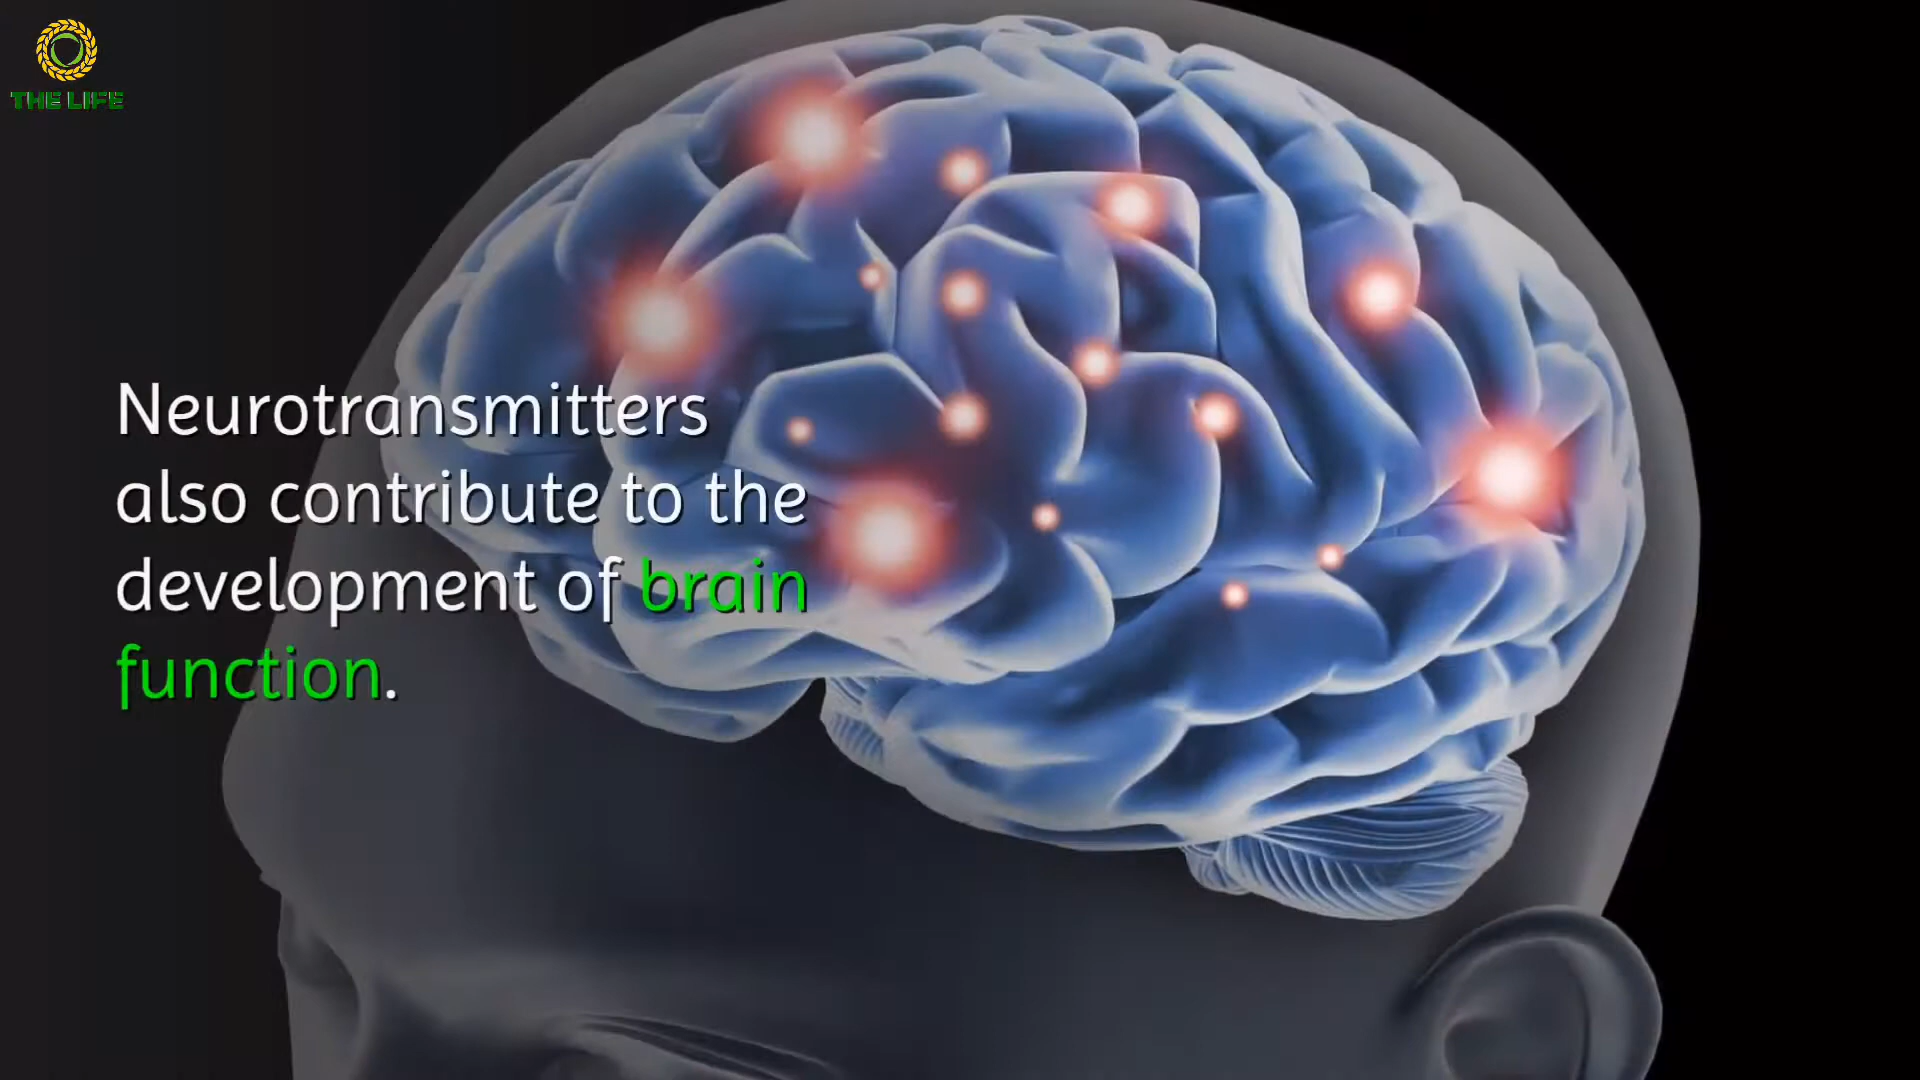 THE LIFE
Neurotransmitters
also contribute to the
development of brain
function.